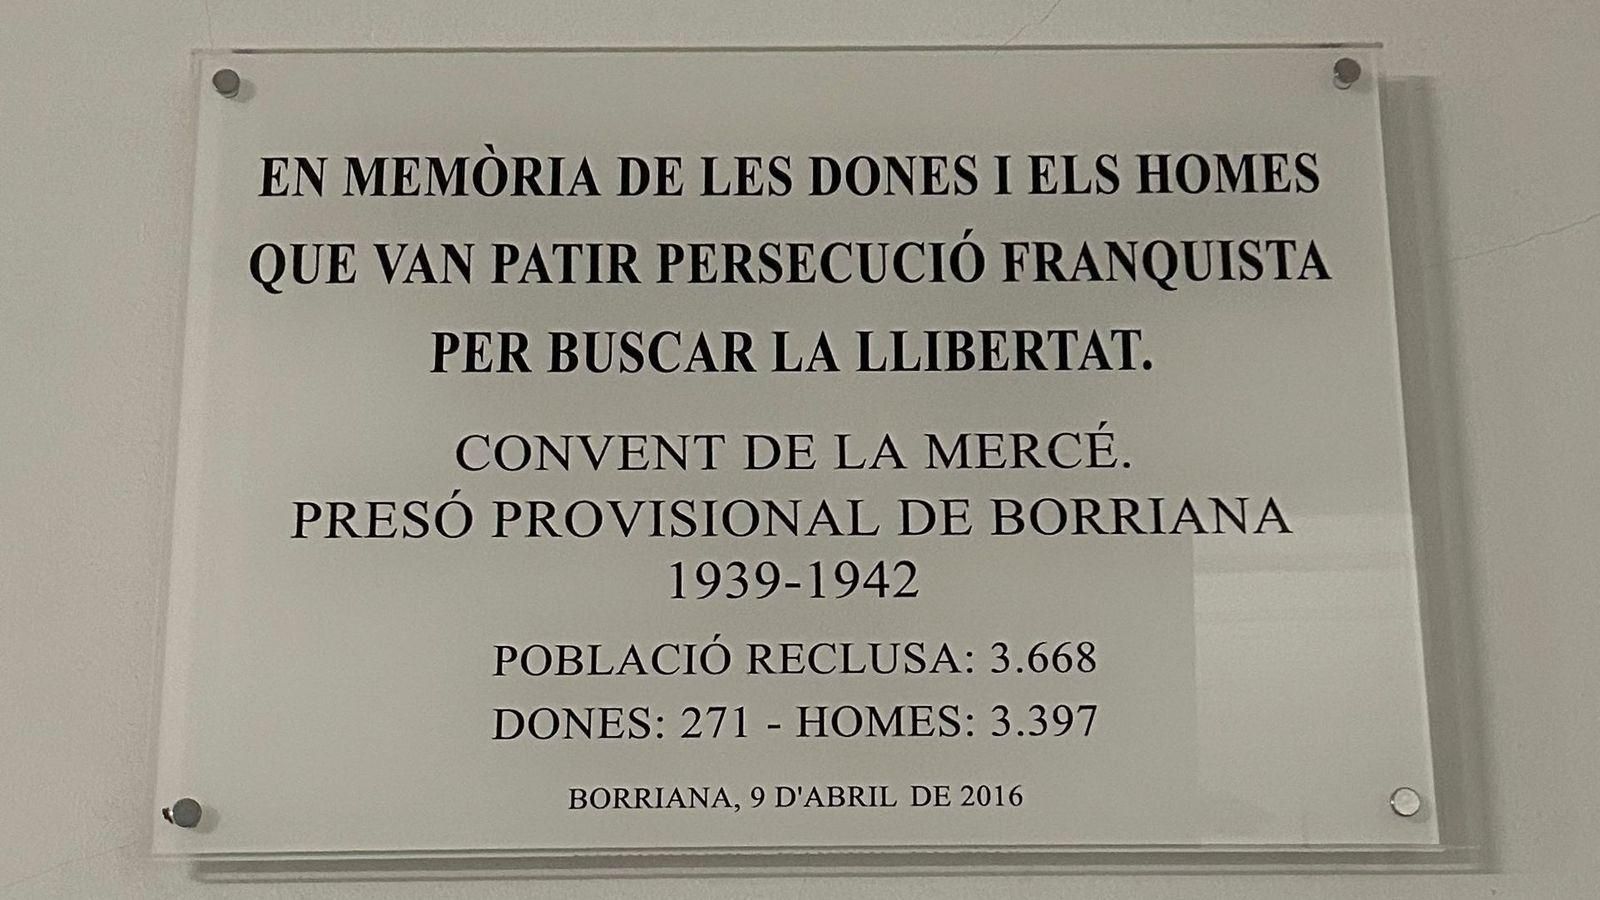 EN MEMÒRIA DE LES DONES I ELS HOMES
QUE VAN PATIR PERSECUCIÓ FRANQUISTA
PER BUSCAR LA LLIBERTAT.
CONVENT DE LA MERCÉ.
PRESÓ PROVISIONAL DE BORRIANA
1939-1942
POBLACIÓ RECLUSA: 3.668
DONES: 271 - HOMES: 3.397
BORRIANA, 9 D'ABRIL DE 2016